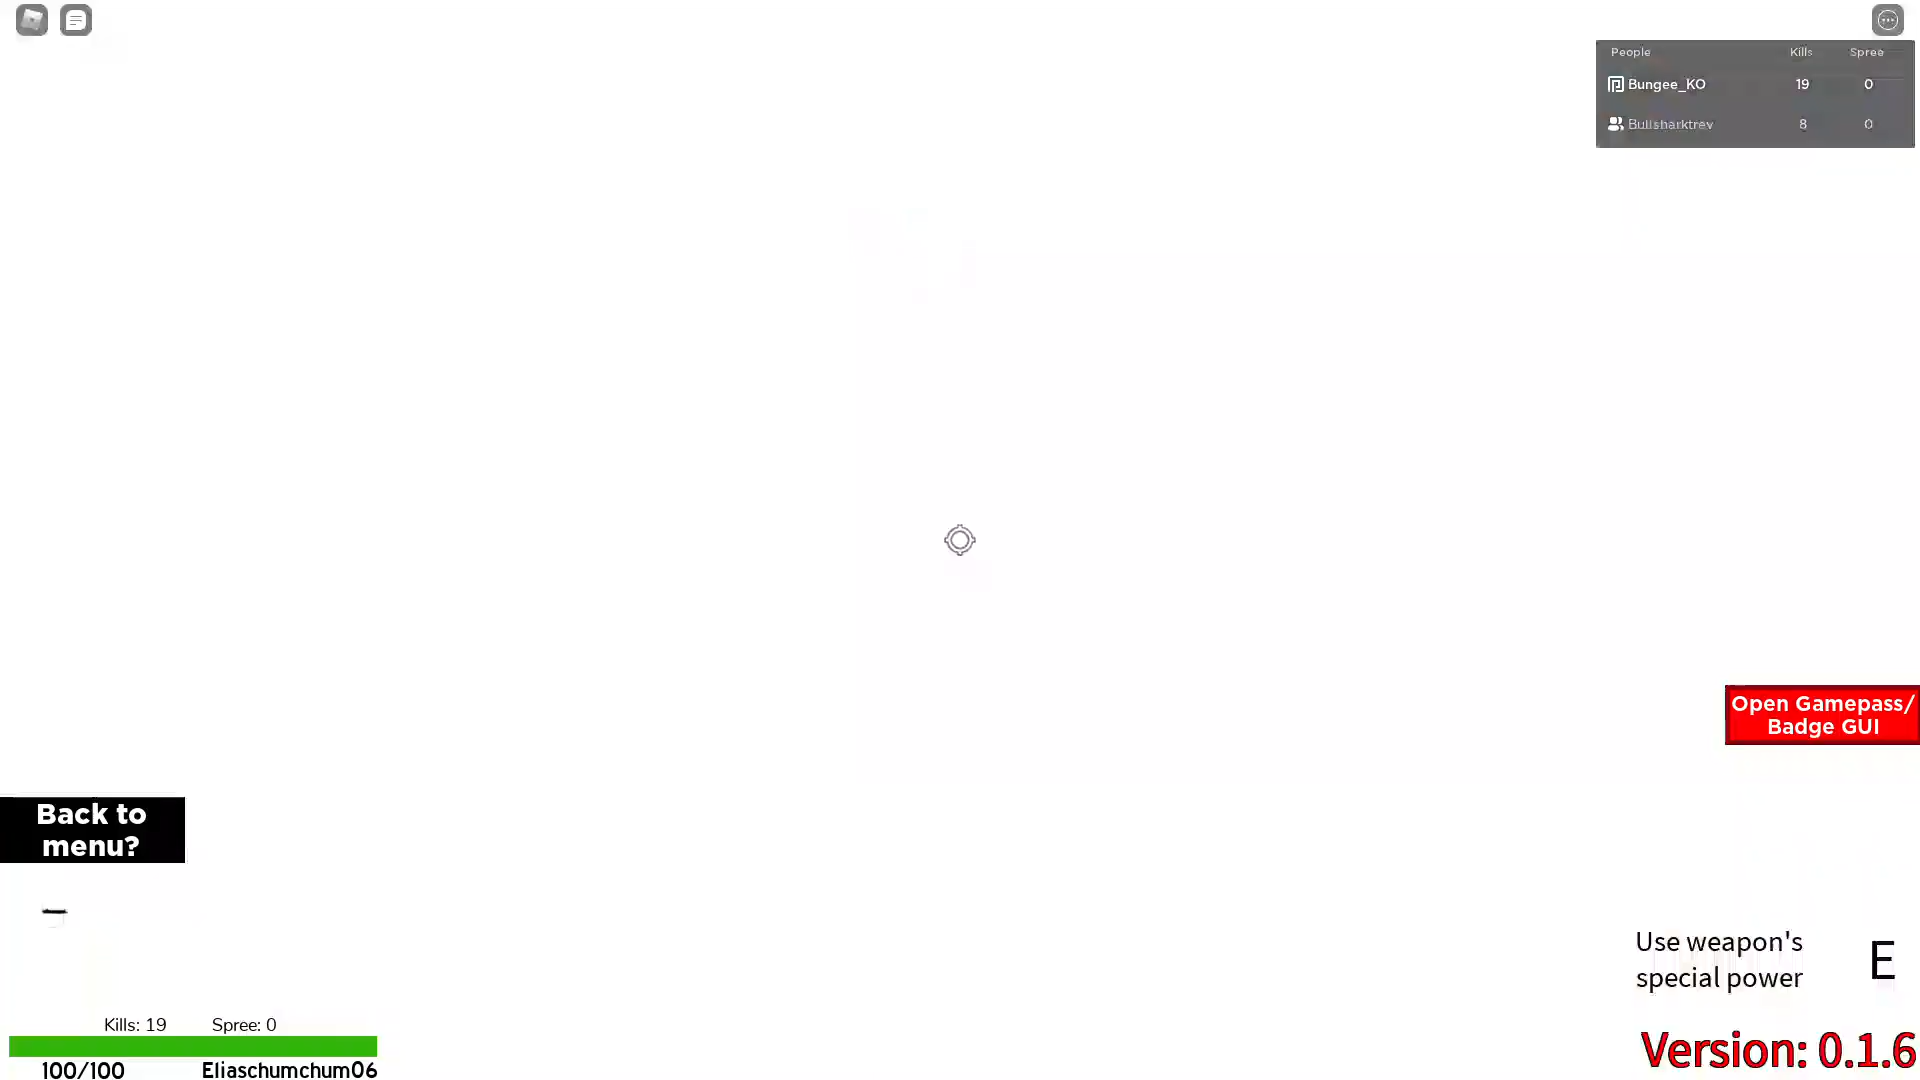 People Kills Spree
Bungee_KO 19 0
Bullsharktrev 8 0
Open Gamepass/
Badge GUI
Back to
menu?
Use weapon's
special power
E
Kills: 19 Spree: 0
100/100 Eliaschumchum06
Version: 0.1.6